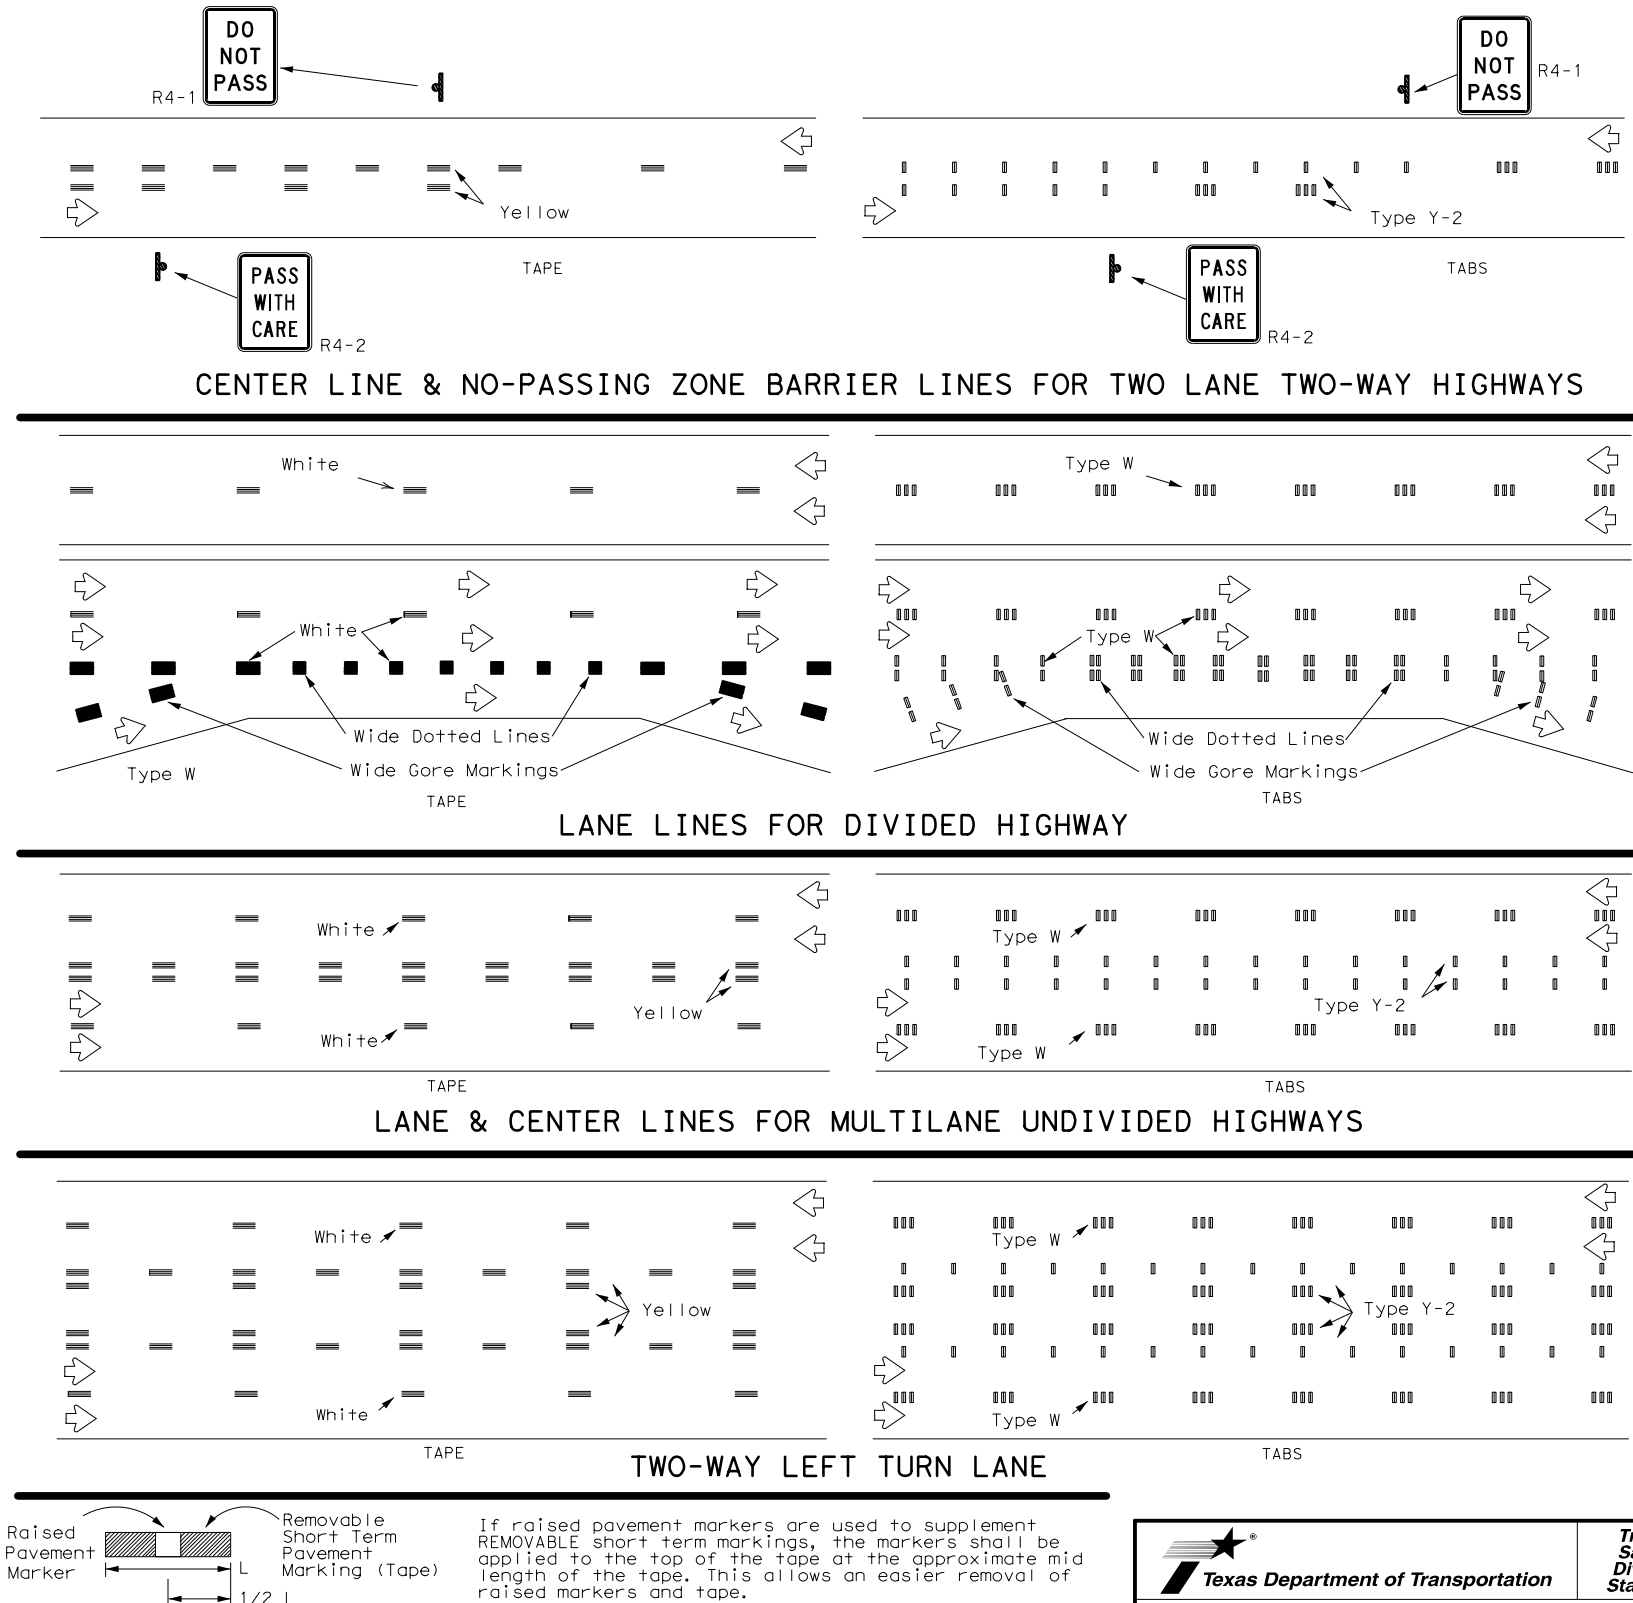 DO
NOT
PASS
R4-1
DO
NOT
PASS
R4-1
Yellow
Type Y-2
TAPE
TABS
PASS
WITH
CARE
R4-2
PASS
WITH
CARE
R4-2
CENTER LINE & NO-PASSING ZONE BARRIER LINES FOR TWO LANE TWO-WAY HIGHWAYS
White
Type W
White
Type W
Wide Dotted Lines
Wide Dotted Lines
Type W
Wide Gore Markings
Wide Gore Markings
TAPE
TABS
LANE LINES FOR DIVIDED HIGHWAY
White
Type W
Yellow
Type Y-2
White
Type W
TAPE
TABS
LANE & CENTER LINES FOR MULTILANE UNDIVIDED HIGHWAYS
White
Type W
Yellow
Type Y-2
White
Type W
TAPE
TABS
TWO-WAY LEFT TURN LANE
Raised
Pavement
Marker
Removable
Short Term
Pavement
Marking (Tape)
L
1/2 L
If raised pavement markers are used to supplement
REMOVABLE short term markings, the markers shall be
applied to the top of the tape at the approximate mid
length of the tape. This allows an easier removal of
raised markers and tape.
®
Texas Department of Transportation